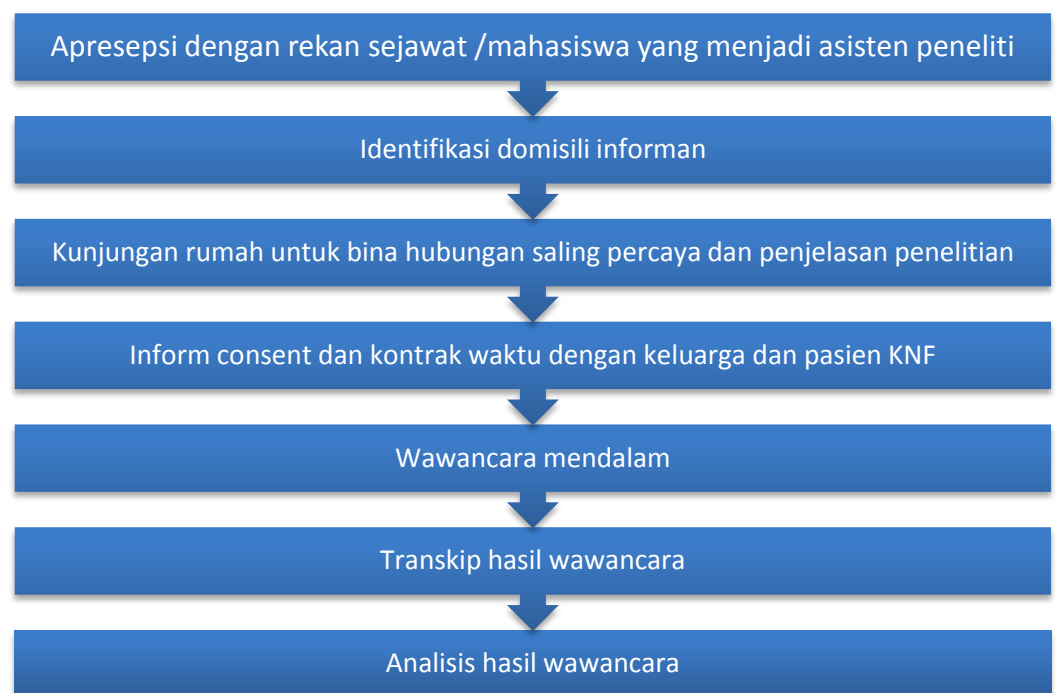 Apresepsi dengan rekan sejawat /mahasiswa yang menjadi asisten peneliti
Identifikasi domisili informan
Kunjungan rumah untuk bina hubungan saling percaya dan penjelasan penelitian
Inform consent dan kontrak waktu dengan keluarga dan pasien KNF
Wawancara mendalam
Transkip hasil wawancara
Analisis hasil wawancara